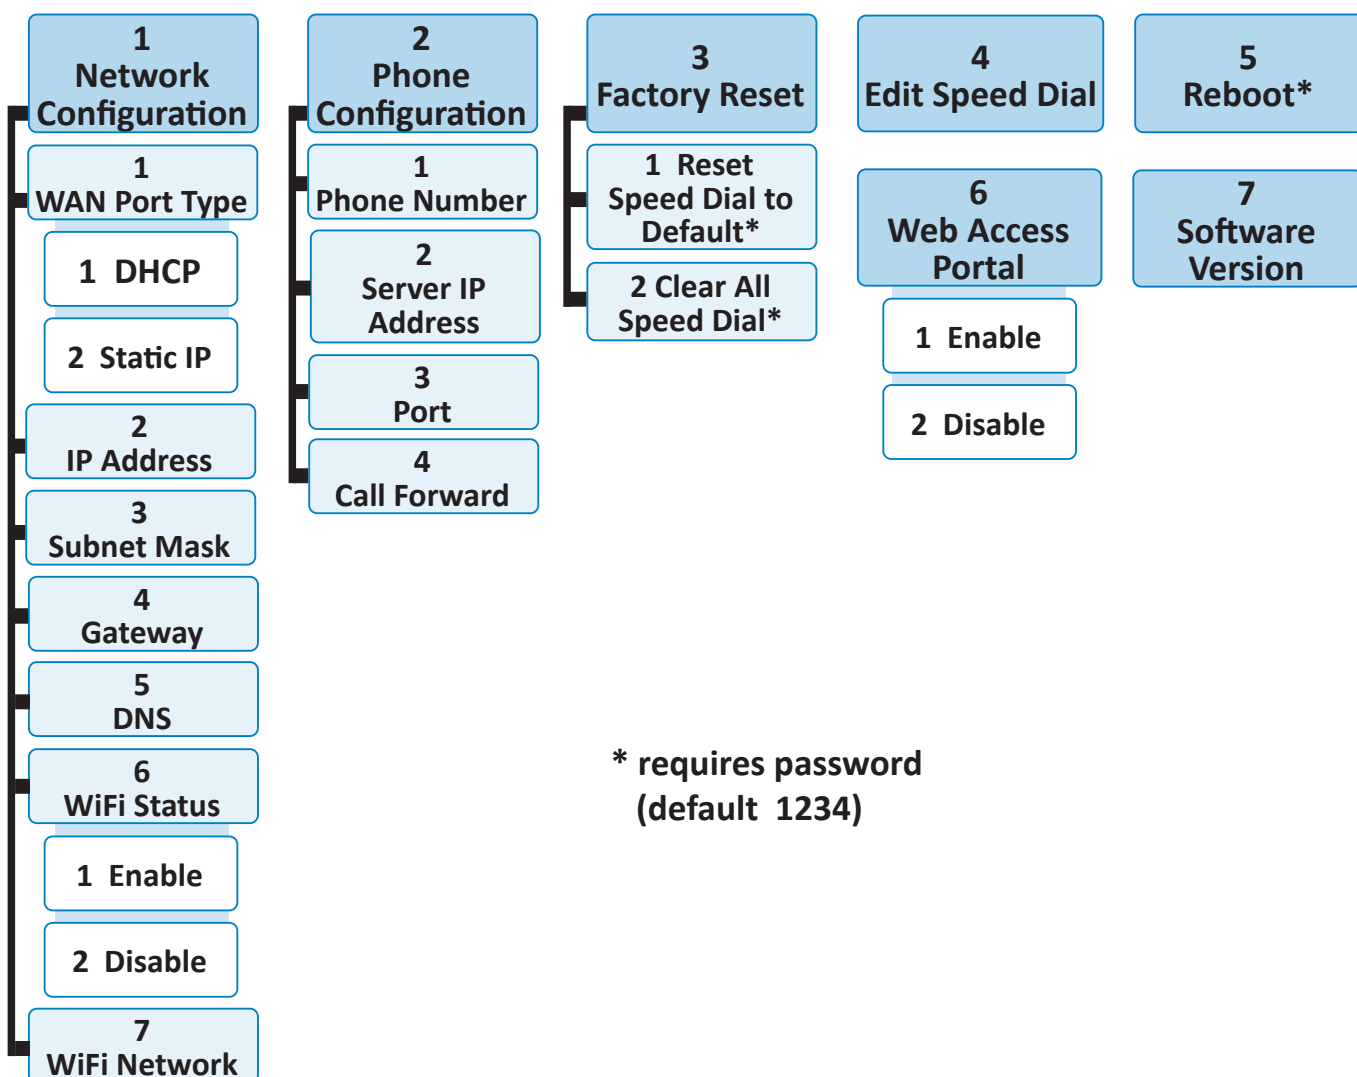 1
Network
Configuration
1
WAN Port Type
1 DHCP
2 Static IP
2
IP Address
3
Subnet Mask
4
Gateway
5
DNS
6
WiFi Status
1 Enable
2 Disable
7
WiFi Network
2
Phone
Configuration
1
Phone Number
2
Server IP
Address
3
Port
4
Call Forward
3
Factory Reset
1 Reset
Speed Dial to
Default*
2 Clear All
Speed Dial*
4
Edit Speed Dial
5
Reboot*
6
Web Access
Portal
1 Enable
2 Disable
7
Software
Version
* requires password
(default 1234)